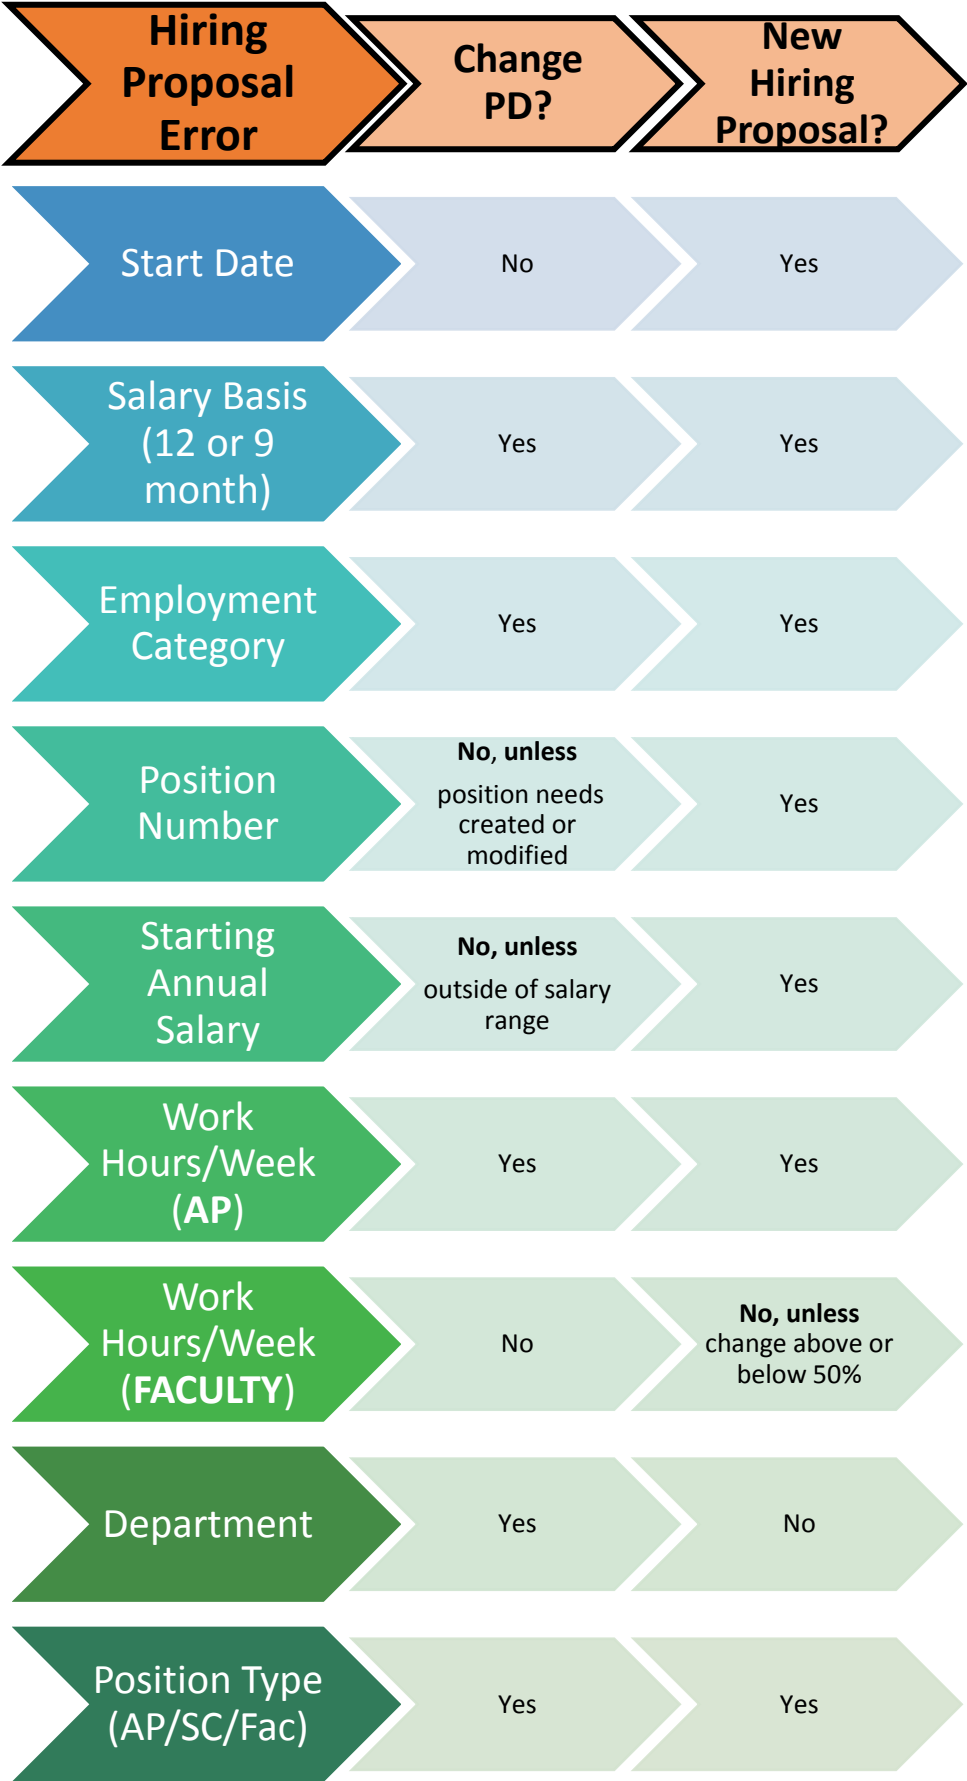 Hiring
Proposal
Error
Change
PD?
New
Hiring
Proposal?
Start Date
No
Yes
Salary Basis
(12 or 9
month)
Yes
Yes
Employment
Category
Yes
Yes
Position
Number
No, unless
position needs
created or
modified
Yes
Starting
Annual
Salary
No, unless
outside of salary
range
Yes
Work
Hours/Week
(AP)
Yes
Yes
Work
Hours/Week
(FACULTY)
No
No, unless
change above or
below 50%
Department
Yes
No
Position Type
(AP/SC/Fac)
Yes
Yes